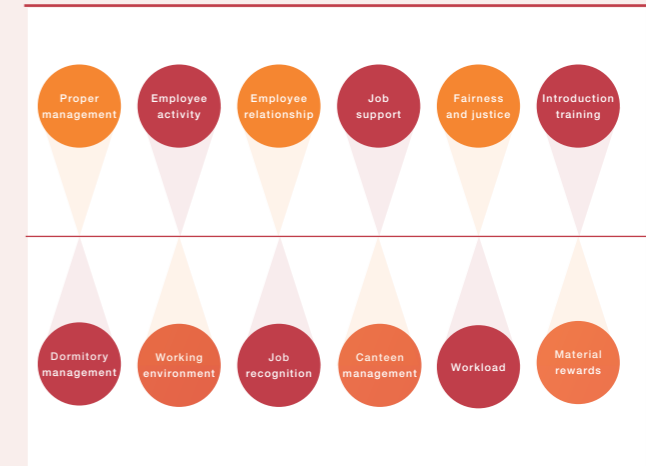 Proper
management
Employee
activity
Employee
relationship
Job
support
Fairness
and justice
Introduction
training
Dormitory
management
Working
environment
Job
recognition
Canteen
management
Workload
Material
rewards